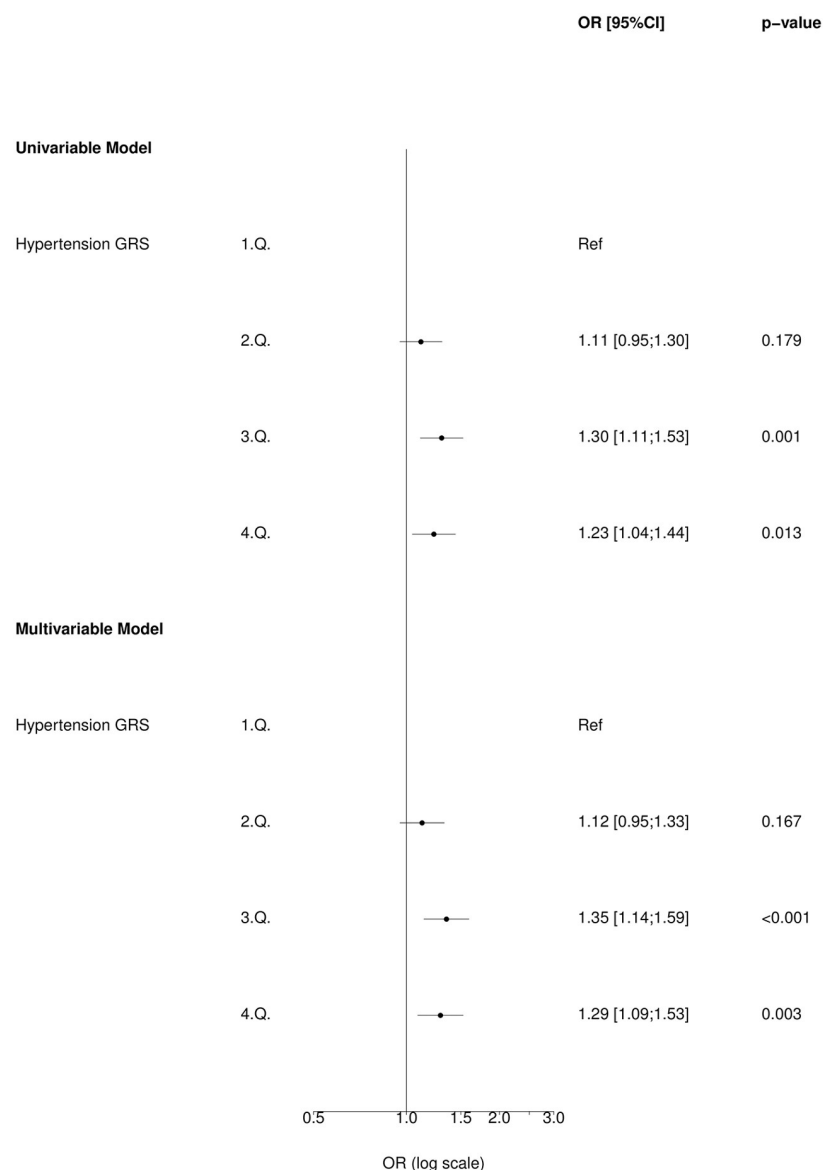 OR [95%CI] p−value
Univariable Model
Hypertension GRS 1.Q. Ref
2.Q. 1.11 [0.95;1.30] 0.179
3.Q. 1.30 [1.11;1.53] 0.001
4.Q. 1.23 [1.04;1.44] 0.013
Multivariable Model
Hypertension GRS 1.Q. Ref
2.Q. 1.12 [0.95;1.33] 0.167
3.Q. 1.35 [1.14;1.59] <0.001
4.Q. 1.29 [1.09;1.53] 0.003
0.5 1.0 1.5 2.0 3.0
OR (log scale)